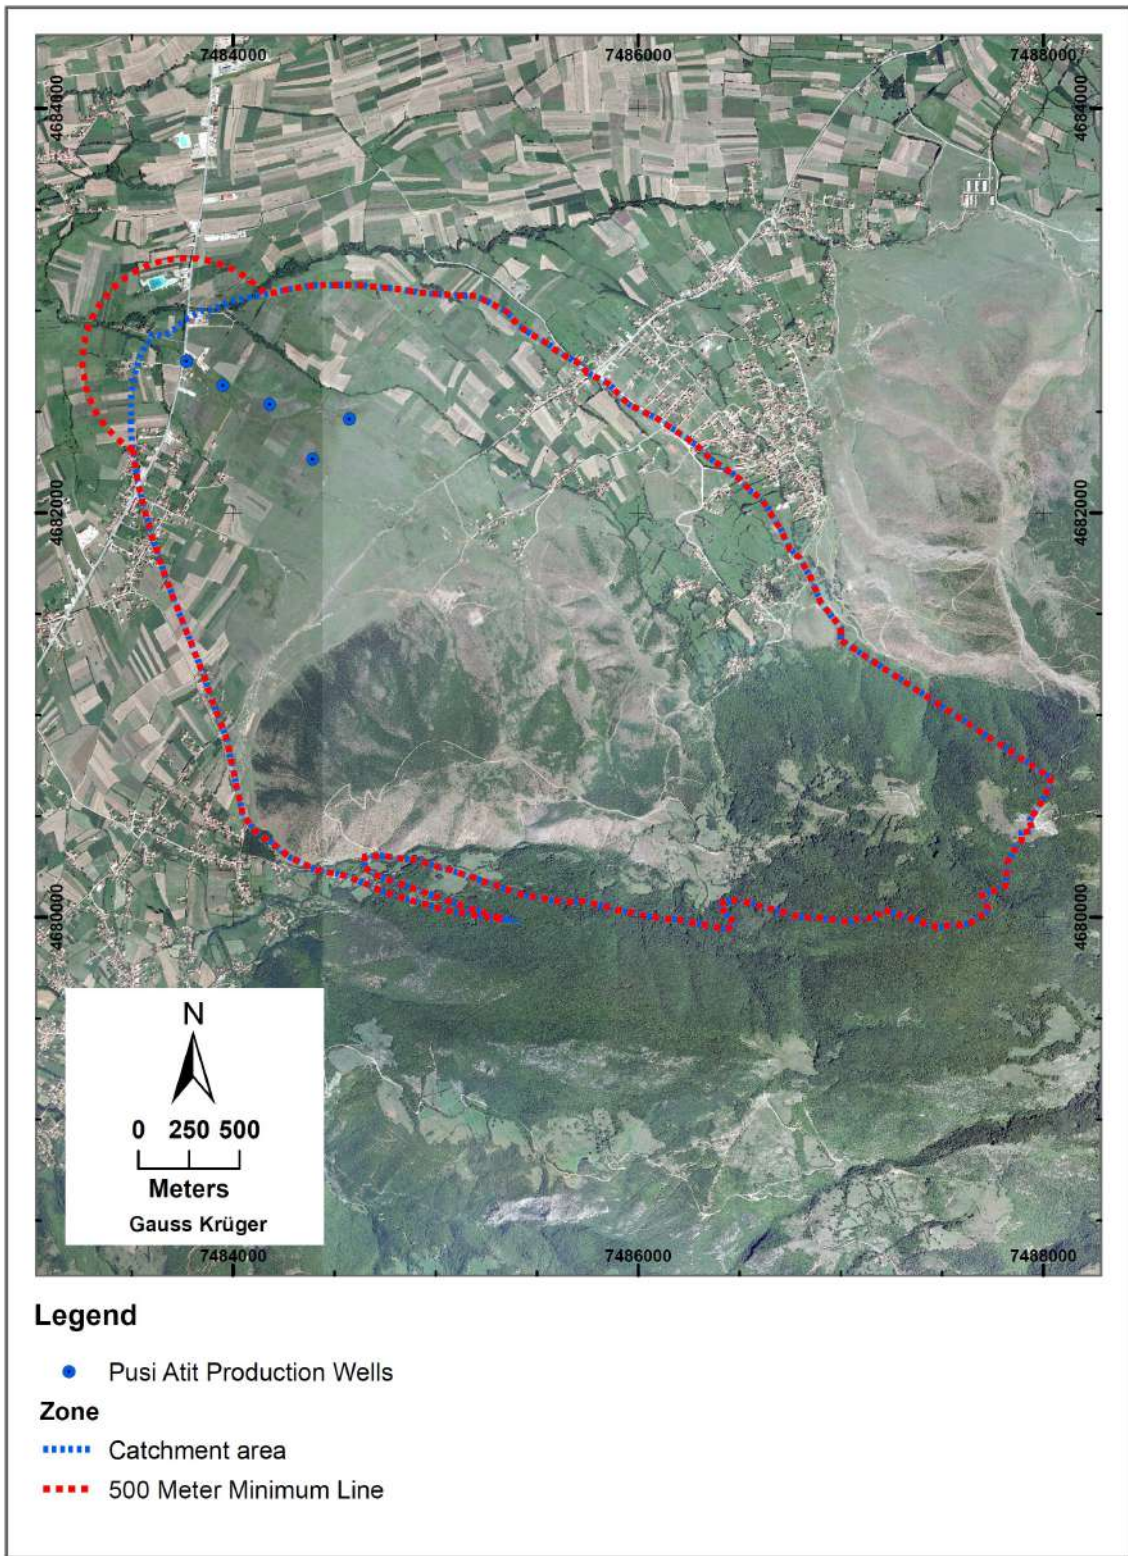 7484000 7486000 7488000
4684000 4684000
4682000 4682000
4680000 4680000
N
0 250 500
Meters
Gauss Krüger
7484000 7486000 7488000
Legend
Pusi Atit Production Wells
Zone
Catchment area
500 Meter Minimum Line